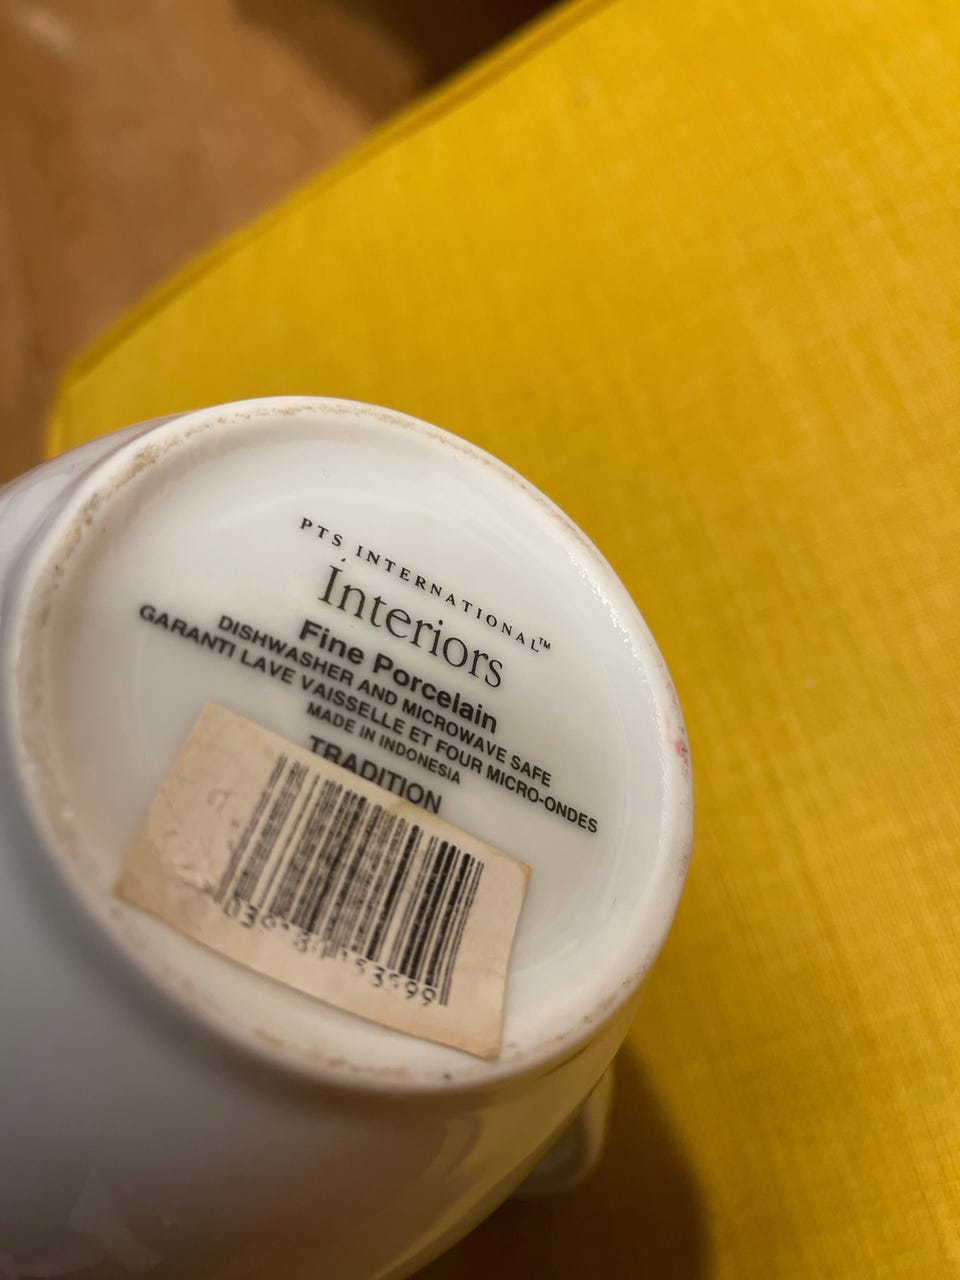 PTS INTERNATIONAL™
Interiors
Fine Porcelain
DISHWASHER AND MICROWAVE SAFE
GARANTI LAVE VAISSELLE ET FOUR MICRO-ONDES
MADE IN INDONESIA
TRADITION